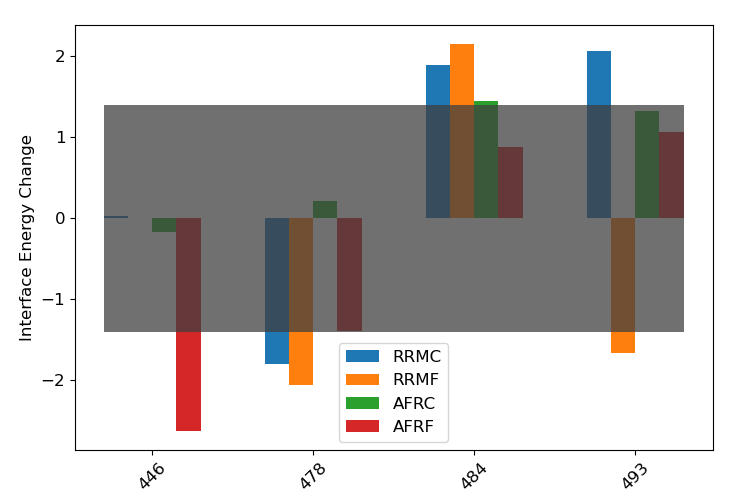 Interface Energy Change
2
1
0
−1
−2
446
478
484
493
RRMC
RRMF
AFRC
AFRF